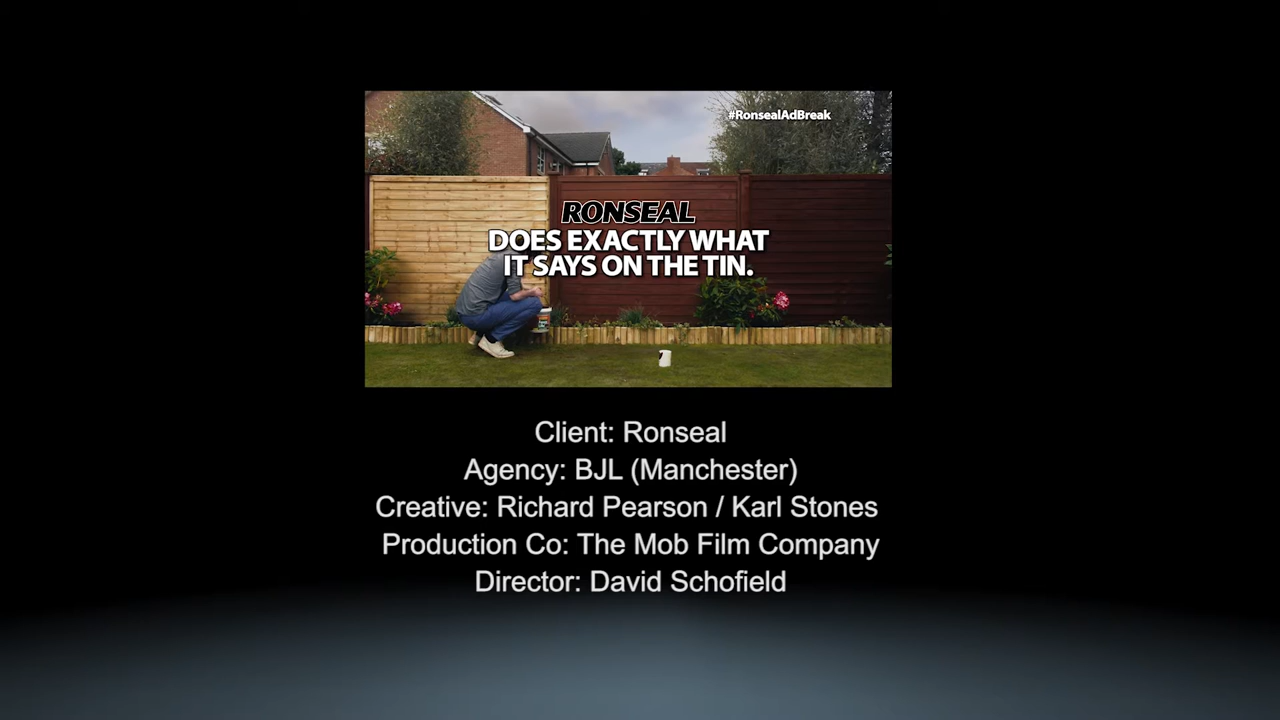 #RonsealAdBreak
RONSEAL
DOES EXACTLY WHAT
IT SAYS ON THE TIN.
Client: Ronseal
Agency: BJL (Manchester)
Creative: Richard Pearson / Karl Stones
Production Co: The Mob Film Company
Director: David Schofield